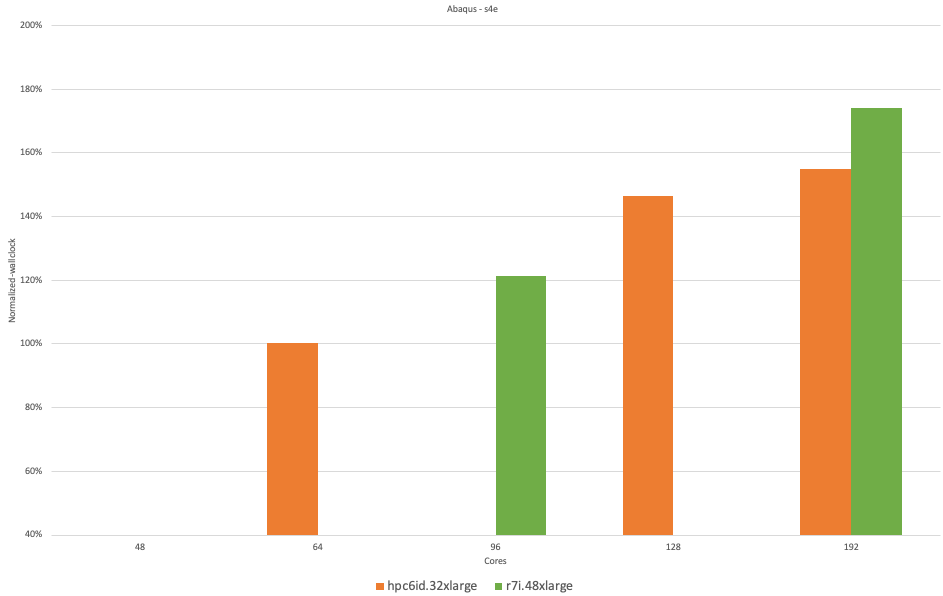 Abaqus - s4e
200%
180%
160%
140%
120%
100%
80%
60%
40%
Normalized-wallclock
48 64 96 128 192
Cores
hpc6id.32xlarge r7i.48xlarge